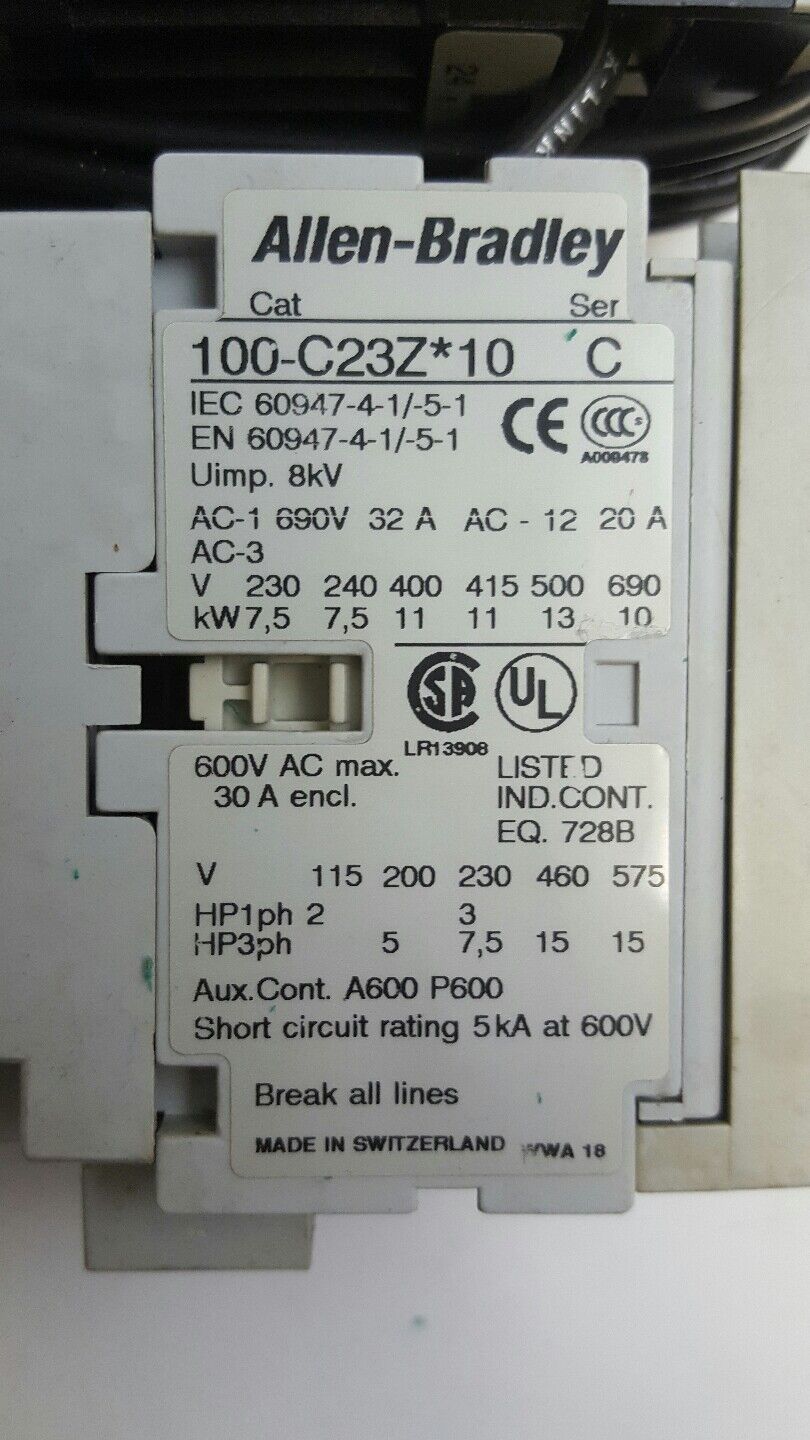 Allen-Bradley
Cat Ser
100-C23Z*10 C
IEC 60947-4-1/-5-1
EN 60947-4-1/-5-1
CE CCC S
A009478
Uimp. 8kV
AC-1 690V 32 A AC - 12 20 A
AC-3
V 230 240 400 415 500 690
kW 7,5 7,5 11 11 13 10
SA UL
LR13908
600V AC max. LISTED
30 A encl. IND.CONT.
EQ. 728B
V 115 200 230 460 575
HP1ph 2 3
HP3ph 5 7,5 15 15
Aux.Cont. A600 P600
Short circuit rating 5kA at 600V
Break all lines
MADE IN SWITZERLAND WWA 18